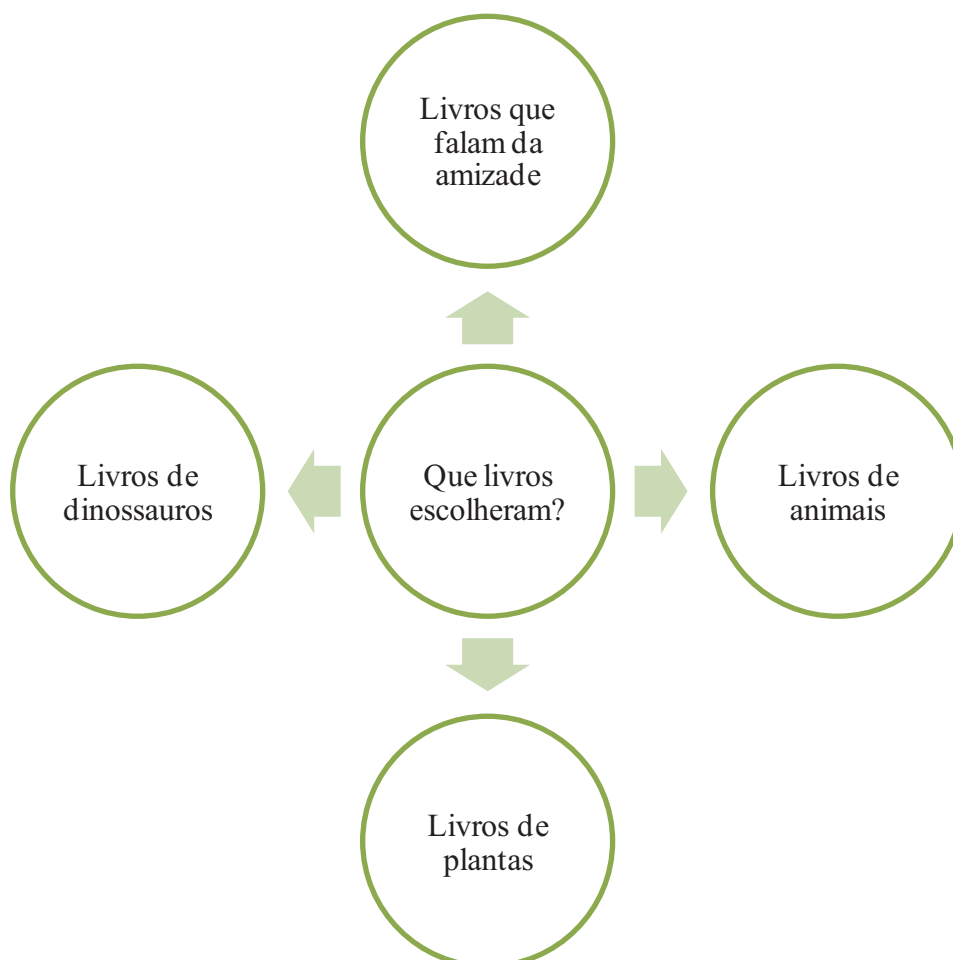 Livros que
falam da
amizade
Livros de
dinossauros
Que livros
escolheram?
Livros de
animais
Livros de
plantas